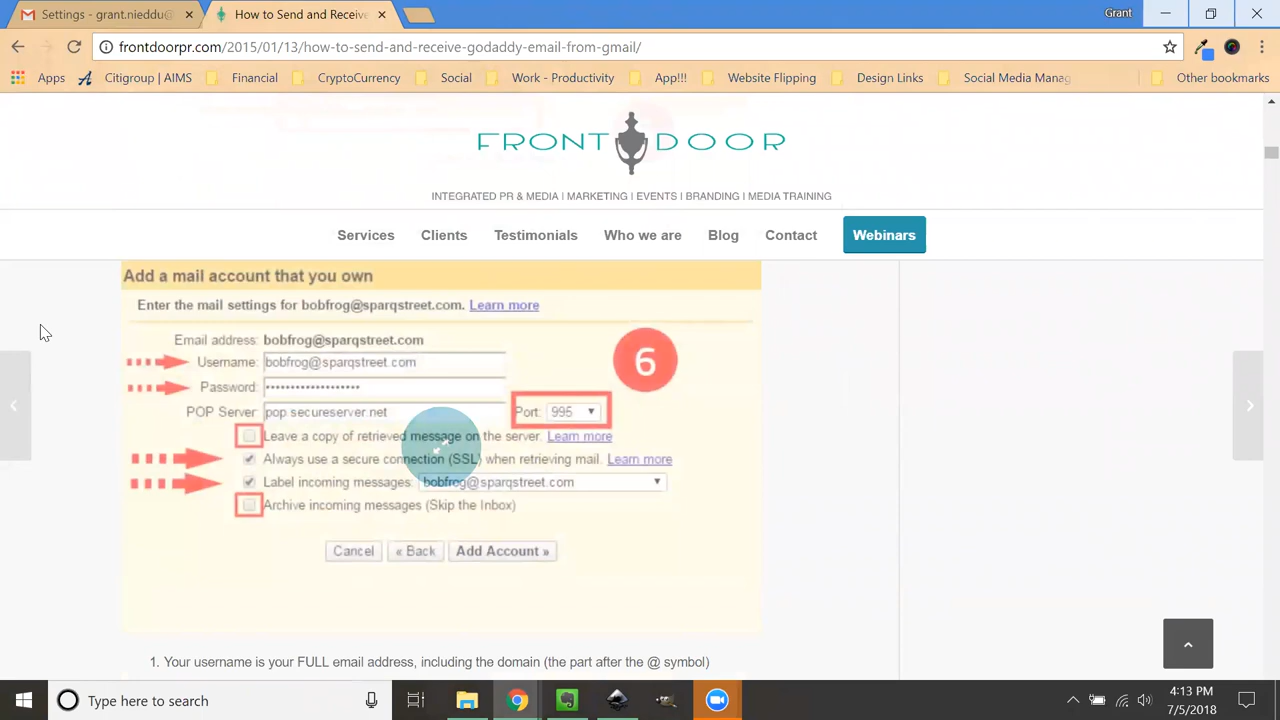 Settings - grant.nieddu@
How to Send and Receive
Grant
frontdoorpr.com/2015/01/13/how-to-send-and-receive-godaddy-email-from-gmail/
Apps
Citigroup | AIMS
Financial
CryptoCurrency
Social
Work - Productivity
App!!!
Website Flipping
Design Links
Social Media Manag
Other bookmarks
FRONT DOOR
INTEGRATED PR & MEDIA | MARKETING | EVENTS | BRANDING | MEDIA TRAINING
Services
Clients
Testimonials
Who we are
Blog
Contact
Webinars
Add a mail account that you own
Enter the mail settings for bobfrog@sparqstreet.com. Learn more
Email address: bobfrog@sparqstreet.com
Username: bobfrog@sparqstreet.com
6
Password: ••••••••••••••••••
POP Server: pop.secureserver.net
Port: 995
Leave a copy of retrieved message on the server. Learn more
Always use a secure connection (SSL) when retrieving mail. Learn more
Label incoming messages: bobfrog@sparqstreet.com
Archive incoming messages (Skip the Inbox)
Cancel
« Back
Add Account »
1. Your username is your FULL email address, including the domain (the part after the @ symbol)
Type here to search
4:13 PM
7/5/2018